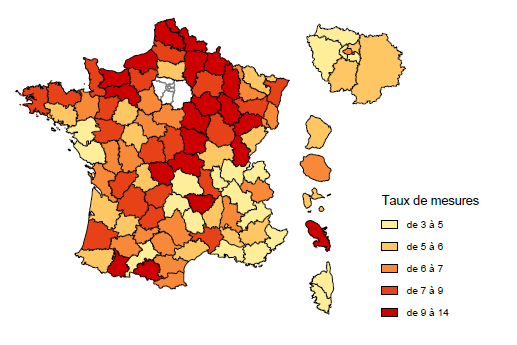 Taux de mesures
de 3 à 5
de 5 à 6
de 6 à 7
de 7 à 9
de 9 à 14